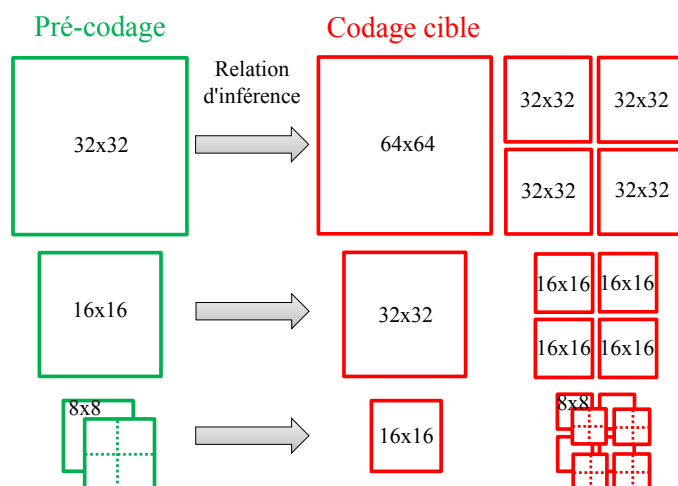 Pré-codage
Codage cible
Relation
d'inférence
32x32
64x64
32x32
32x32
32x32
32x32
16x16
32x32
16x16
16x16
16x16
16x16
8x8
16x16
8x8